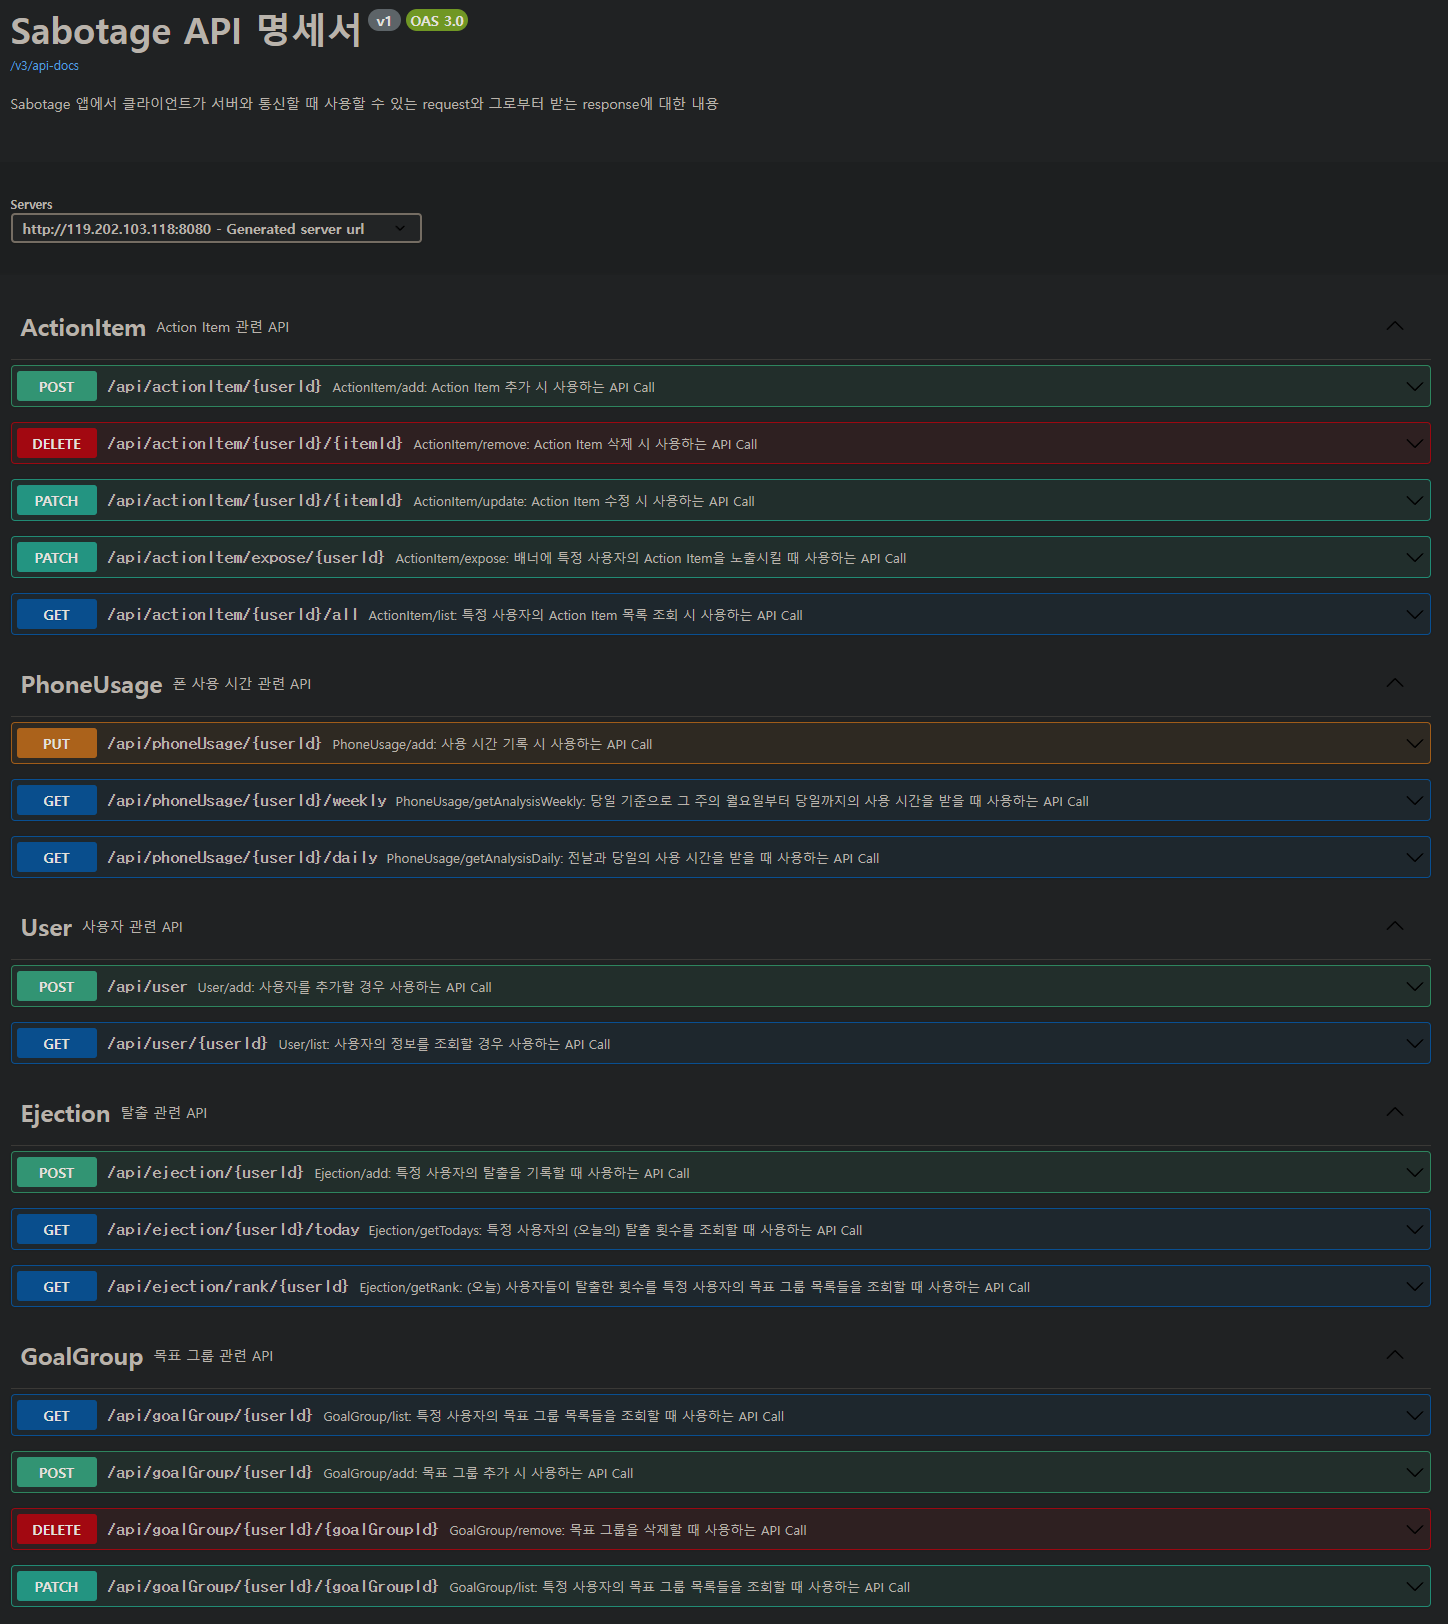 Sabotage API 명세서 v1 OAS 3.0
/v3/api-docs
Sabotage 앱에서 클라이언트가 서버와 통신할 때 사용할 수 있는 request와 그로부터 받는 response에 대한 내용
Servers
http://119.202.103.118:8080 - Generated server url
ActionItem Action Item 관련 API
POST /api/actionItem/{userId} ActionItem/add: Action Item 추가 시 사용하는 API Call
DELETE /api/actionItem/{userId}/{itemId} ActionItem/remove: Action Item 삭제 시 사용하는 API Call
PATCH /api/actionItem/{userId}/{itemId} ActionItem/update: Action Item 수정 시 사용하는 API Call
PATCH /api/actionItem/expose/{userId} ActionItem/expose: 배너에 특정 사용자의 Action Item을 노출시킬 때 사용하는 API Call
GET /api/actionItem/{userId}/all ActionItem/list: 특정 사용자의 Action Item 목록 조회 시 사용하는 API Call
PhoneUsage 폰 사용 시간 관련 API
PUT /api/phoneUsage/{userId} PhoneUsage/add: 사용 시간 기록 시 사용하는 API Call
GET /api/phoneUsage/{userId}/weekly PhoneUsage/getAnalysisWeekly: 당일 기준으로 그 주의 월요일부터 당일까지의 사용 시간을 받을 때 사용하는 API Call
GET /api/phoneUsage/{userId}/daily PhoneUsage/getAnalysisDaily: 전날과 당일의 사용 시간을 받을 때 사용하는 API Call
User 사용자 관련 API
POST /api/user User/add: 사용자를 추가할 경우 사용하는 API Call
GET /api/user/{userId} User/list: 사용자의 정보를 조회할 경우 사용하는 API Call
Ejection 탈출 관련 API
POST /api/ejection/{userId} Ejection/add: 특정 사용자의 탈출을 기록할 때 사용하는 API Call
GET /api/ejection/{userId}/today Ejection/getTodays: 특정 사용자의 (오늘의) 탈출 횟수를 조회할 때 사용하는 API Call
GET /api/ejection/rank/{userId} Ejection/getRank: (오늘) 사용자들이 탈출한 횟수를 특정 사용자의 목표 그룹 목록들을 조회할 때 사용하는 API Call
GoalGroup 목표 그룹 관련 API
GET /api/goalGroup/{userId} GoalGroup/list: 특정 사용자의 목표 그룹 목록들을 조회할 때 사용하는 API Call
POST /api/goalGroup/{userId} GoalGroup/add: 목표 그룹 추가 시 사용하는 API Call
DELETE /api/goalGroup/{userId}/{goalGroupId} GoalGroup/remove: 목표 그룹을 삭제할 때 사용하는 API Call
PATCH /api/goalGroup/{userId}/{goalGroupId} GoalGroup/list: 특정 사용자의 목표 그룹 목록들을 조회할 때 사용하는 API Call